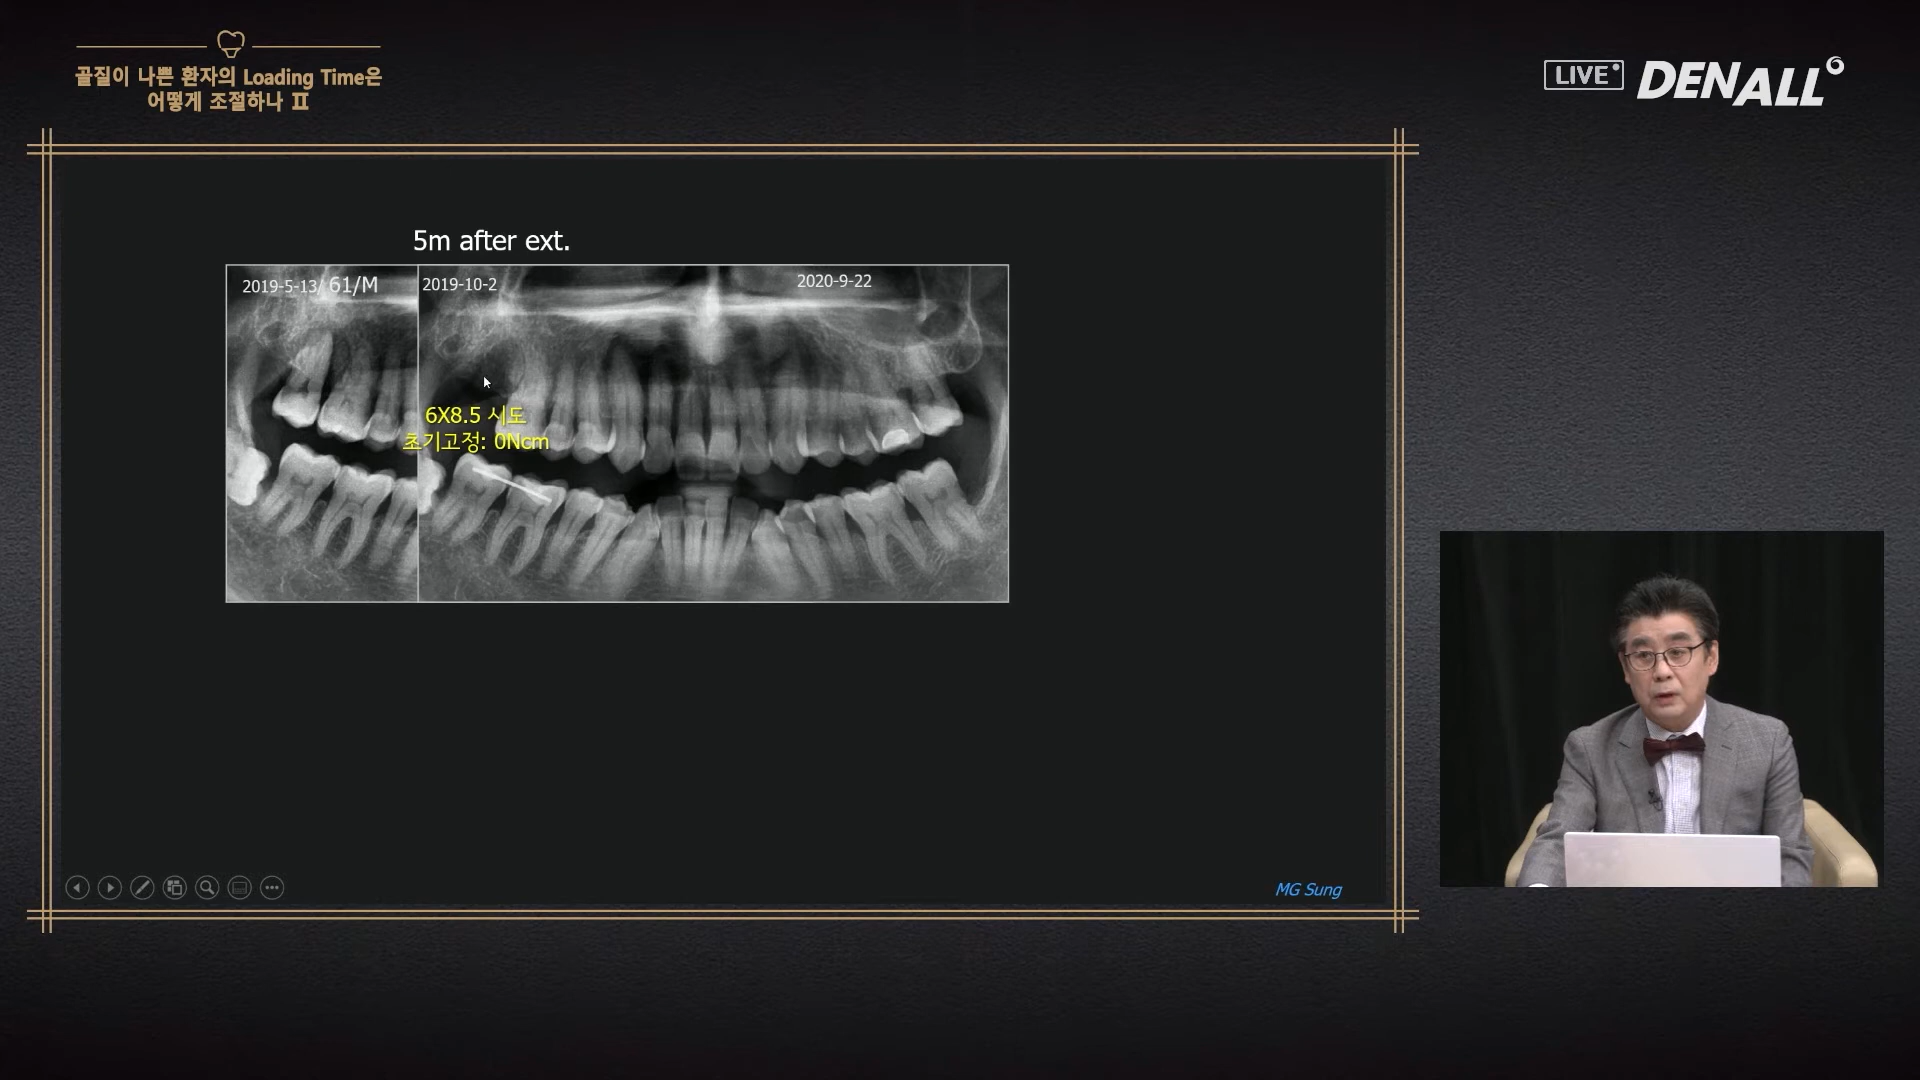 골질이 나쁜 환자의 Loading Time은
어떻게 조절하나 Ⅱ
LIVE
DENALL
5m after ext.
2019-5-13/ 61/M
2019-10-2
2020-9-22
6X8.5 시도
초기고정: 0Ncm
MG Sung